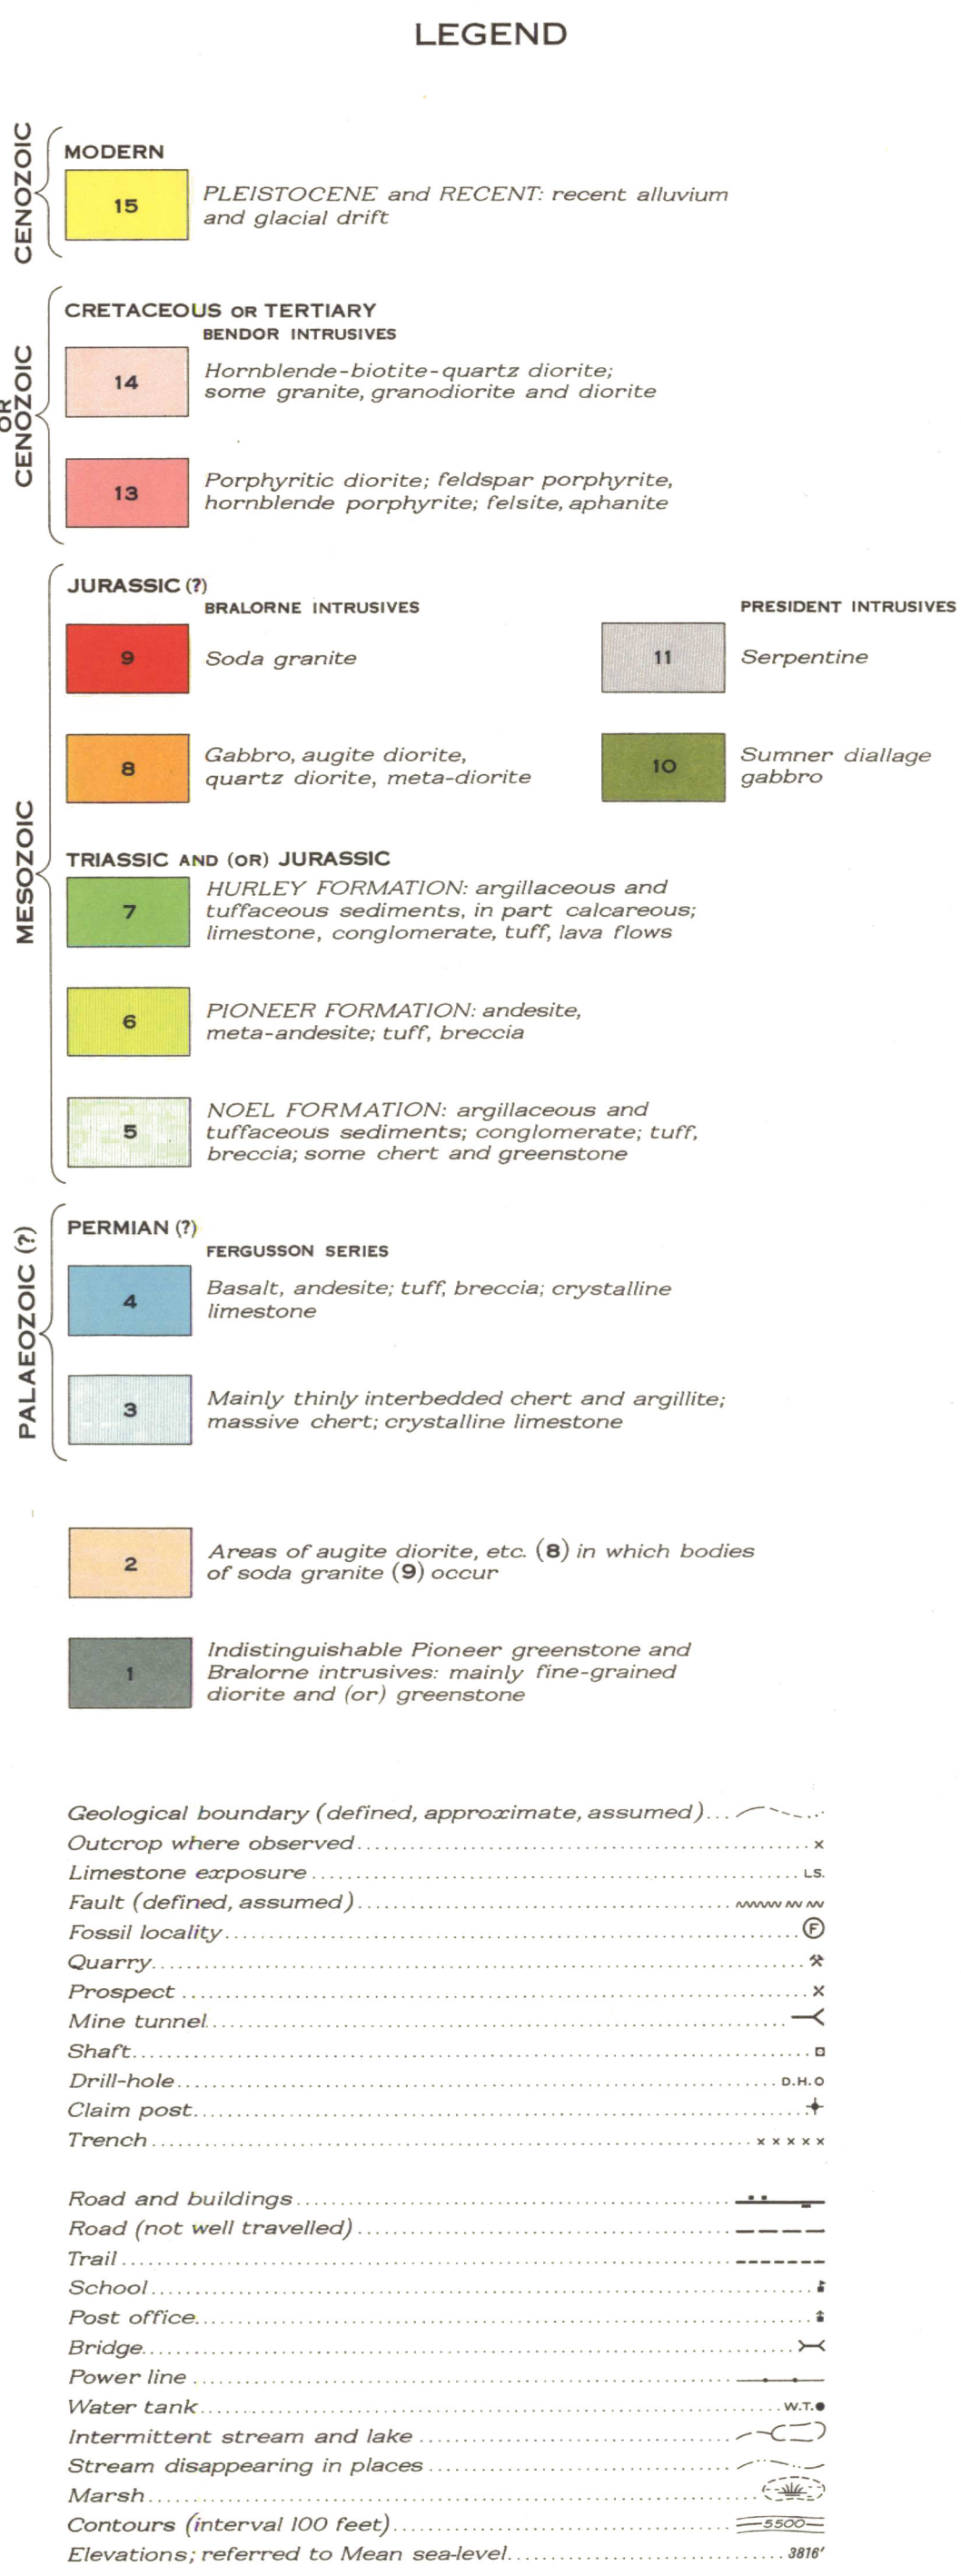 LEGEND
CENOZOIC
MODERN
15
PLEISTOCENE and RECENT: recent alluvium
and glacial drift
OR
CENOZOIC
CRETACEOUS OR TERTIARY
BENDOR INTRUSIVES
14
Hornblende-biotite-quartz diorite;
some granite, granodiorite and diorite
13
Porphyritic diorite; feldspar porphyrite,
hornblende porphyrite; felsite, aphanite
MESOZOIC
JURASSIC (?)
BRALORNE INTRUSIVES
9
Soda granite
8
Gabbro, augite diorite,
quartz diorite, meta-diorite
PRESIDENT INTRUSIVES
11
Serpentine
10
Sumner diallage
gabbro
TRIASSIC AND (OR) JURASSIC
7
HURLEY FORMATION: argillaceous and
tuffaceous sediments, in part calcareous;
limestone, conglomerate, tuff, lava flows
6
PIONEER FORMATION: andesite,
meta-andesite; tuff, breccia
5
NOEL FORMATION: argillaceous and
tuffaceous sediments; conglomerate; tuff,
breccia; some chert and greenstone
PALAEOZOIC (?)
PERMIAN (?)
FERGUSSON SERIES
4
Basalt, andesite; tuff, breccia; crystalline
limestone
3
Mainly thinly interbedded chert and argillite;
massive chert; crystalline limestone
2
Areas of augite diorite, etc. (8) in which bodies
of soda granite (9) occur
1
Indistinguishable Pioneer greenstone and
Bralorne intrusives: mainly fine-grained
diorite and (or) greenstone
Geological boundary (defined, approximate, assumed)...
Outcrop where observed... x
Limestone exposure... L.S.
Fault (defined, assumed)...
Fossil locality... F
Quarry...
Prospect... x
Mine tunnel...
Shaft...
Drill-hole... D.H.O
Claim post...
Trench... x x x x x
Road and buildings...
Road (not well travelled)...
Trail...
School...
Post office...
Bridge...
Power line...
Water tank... W.T.●
Intermittent stream and lake...
Stream disappearing in places...
Marsh...
Contours (interval 100 feet)... 5500
Elevations; referred to Mean sea-level... 3816'